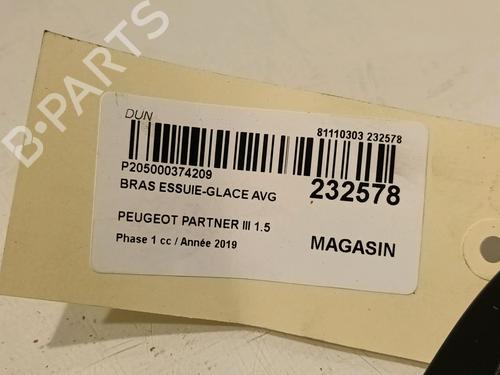 B-PARTS
DUN
81110303 232578
P205000374209
BRAS ESSUIE-GLACE AVG
232578
PEUGEOT PARTNER III 1.5
Phase 1 cc / Année 2019
MAGASIN